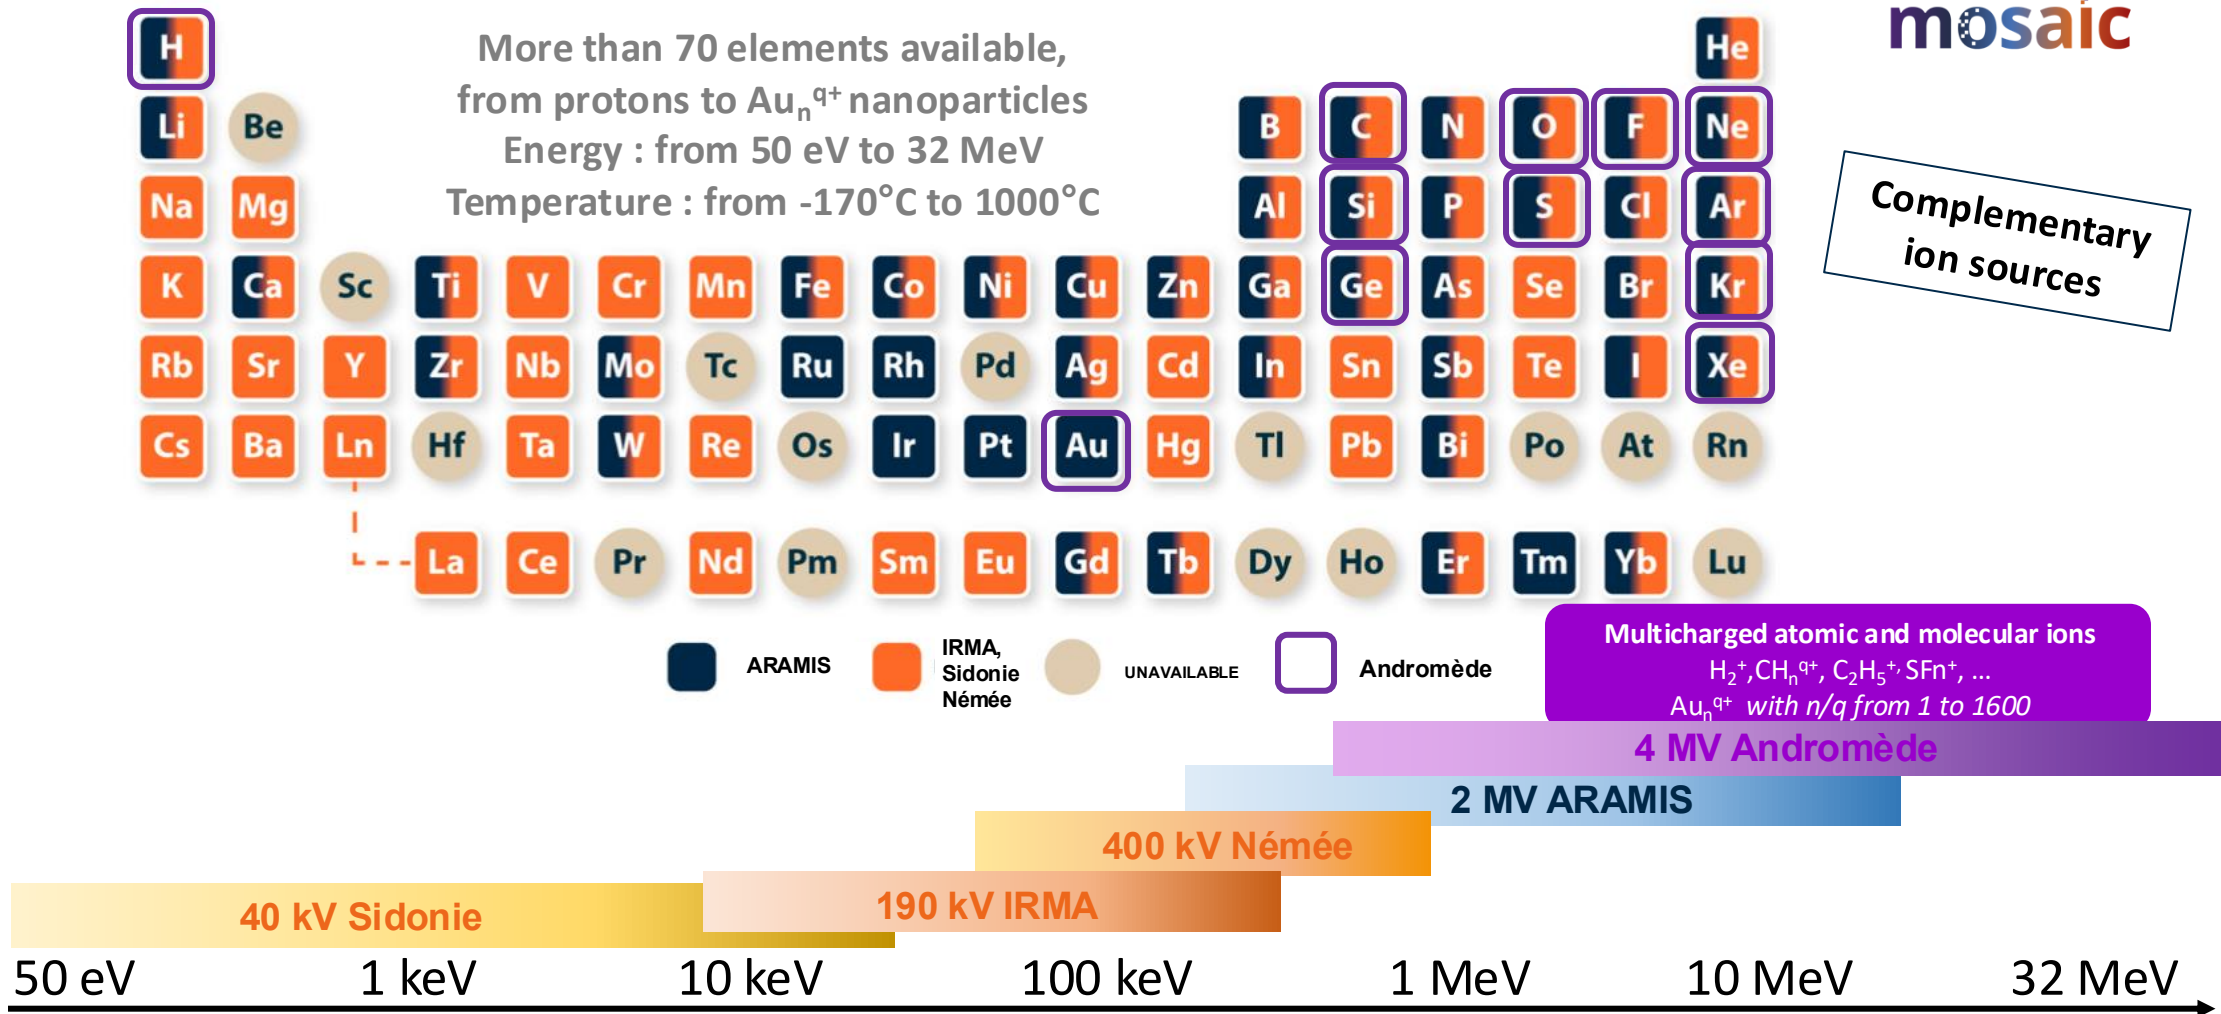 mosaic
More than 70 elements available,
from protons to Auₙq⁺ nanoparticles
Energy : from 50 eV to 32 MeV
Temperature : from -170°C to 1000°C
Complementary
ion sources
H He
Li Be B C N O F Ne
Na Mg Al Si P S Cl Ar
K Ca Sc Ti V Cr Mn Fe Co Ni Cu Zn Ga Ge As Se Br Kr
Rb Sr Y Zr Nb Mo Tc Ru Rh Pd Ag Cd In Sn Sb Te I Xe
Cs Ba Ln Hf Ta W Re Os Ir Pt Au Hg Tl Pb Bi Po At Rn
La Ce Pr Nd Pm Sm Eu Gd Tb Dy Ho Er Tm Yb Lu
ARAMIS
IRMA,
Sidonie
Némée
UNAVAILABLE
Andromède
Multicharged atomic and molecular ions
H₂⁺,CHₙq⁺, C₂H₅⁺, SFn⁺, ...
Auₙq⁺ with n/q from 1 to 1600
4 MV Andromède
2 MV ARAMIS
400 kV Némée
190 kV IRMA
40 kV Sidonie
50 eV 1 keV 10 keV 100 keV 1 MeV 10 MeV 32 MeV